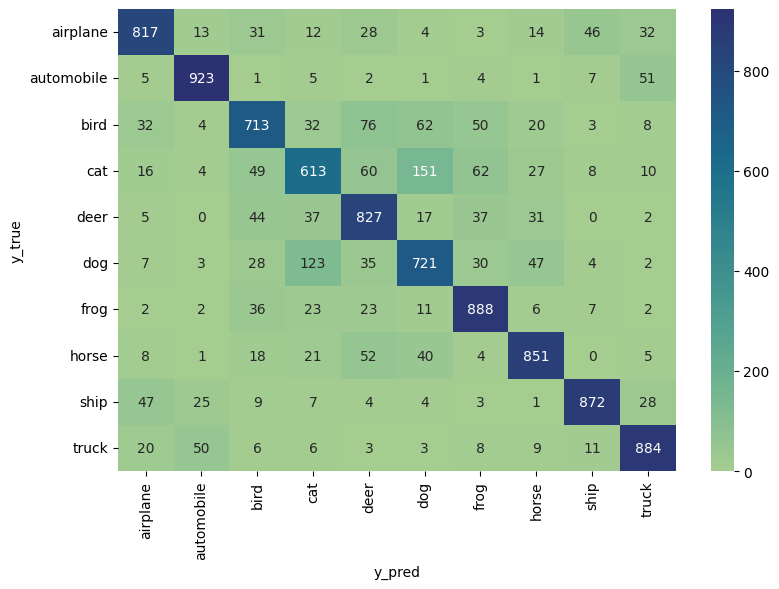 airplane 817 13 31 12 28 4 3 14 46 32
automobile 5 923 1 5 2 1 4 1 7 51
bird 32 4 713 32 76 62 50 20 3 8
cat 16 4 49 613 60 151 62 27 8 10
deer 5 0 44 37 827 17 37 31 0 2
dog 7 3 28 123 35 721 30 47 4 2
frog 2 2 36 23 23 11 888 6 7 2
horse 8 1 18 21 52 40 4 851 0 5
ship 47 25 9 7 4 4 3 1 872 28
truck 20 50 6 6 3 3 8 9 11 884
airplane automobile bird cat deer dog frog horse ship truck
y_pred
y_true
800
600
400
200
0